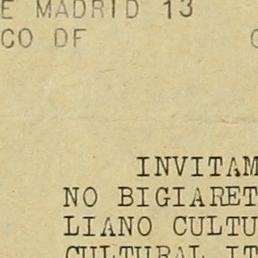 E MADRID 13
CO DF
INVITAM
NO BIGIARET
LIANO CULTU
CULTURAL IT